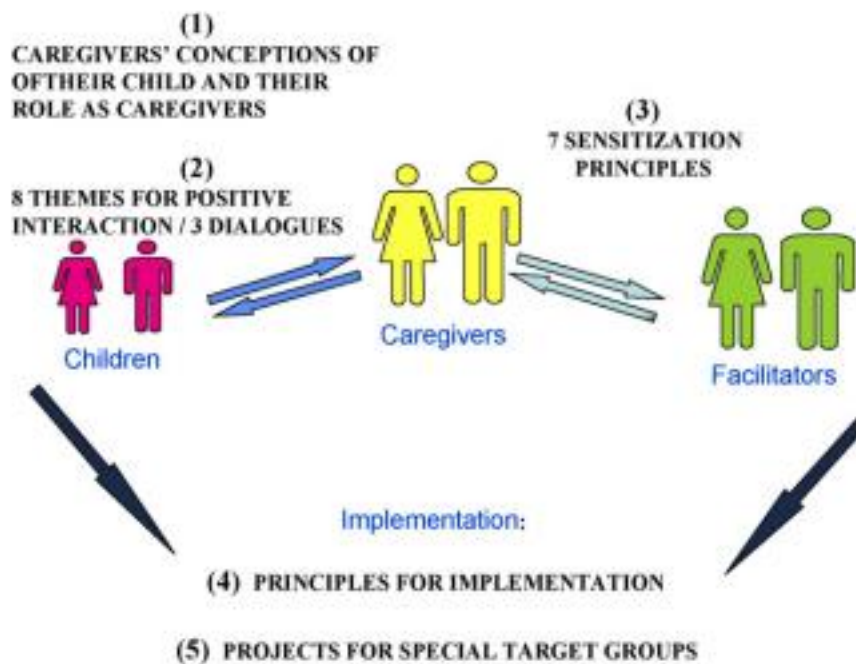 (1)
CAREGIVERS' CONCEPTIONS OF
OFTHEIR CHILD AND THEIR
ROLE AS CAREGIVERS
(2)
8 THEMES FOR POSITIVE
INTERACTION / 3 DIALOGUES
(3)
7 SENSITIZATION
PRINCIPLES
Children
Caregivers
Facilitators
Implementation:
(4) PRINCIPLES FOR IMPLEMENTATION
(5) PROJECTS FOR SPECIAL TARGET GROUPS